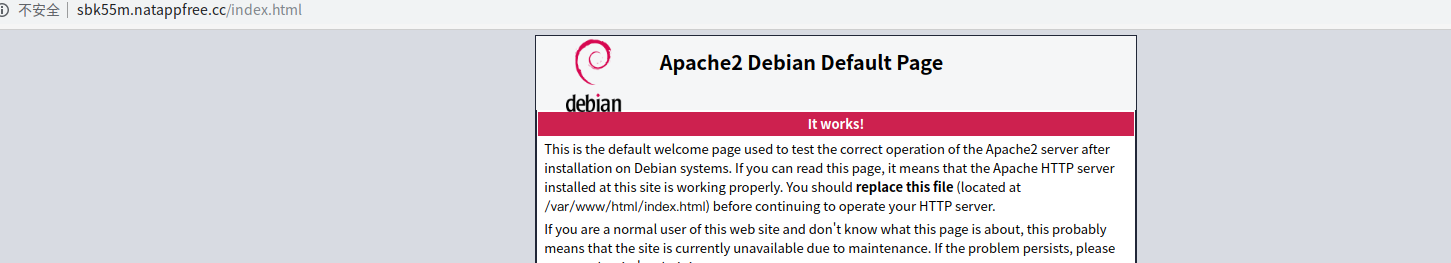 不安全 sbk55m.natappfree.cc/index.html
Apache2 Debian Default Page
debian
It works!
This is the default welcome page used to test the correct operation of the Apache2 server after
installation on Debian systems. If you can read this page, it means that the Apache HTTP server
installed at this site is working properly. You should replace this file (located at
/var/www/html/index.html) before continuing to operate your HTTP server.
If you are a normal user of this web site and don't know what this page is about, this probably
means that the site is currently unavailable due to maintenance. If the problem persists, please